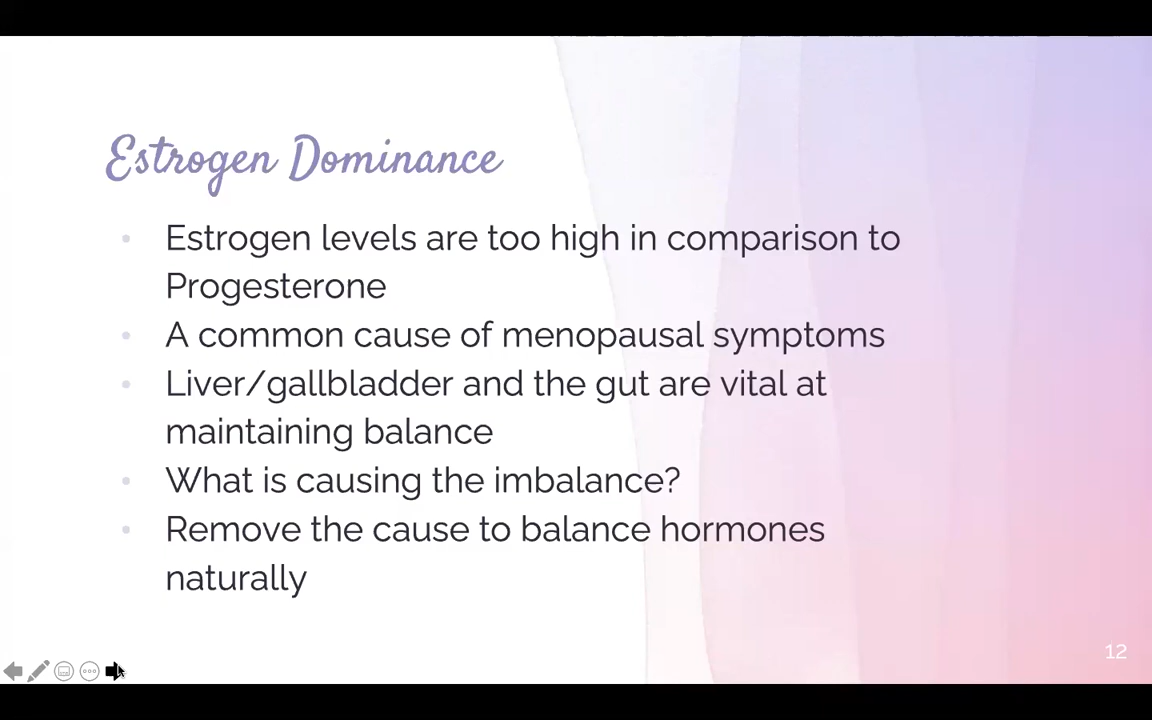 Estrogen Dominance
• Estrogen levels are too high in comparison to
Progesterone
• A common cause of menopausal symptoms
• Liver/gallbladder and the gut are vital at
maintaining balance
• What is causing the imbalance?
• Remove the cause to balance hormones
naturally
12